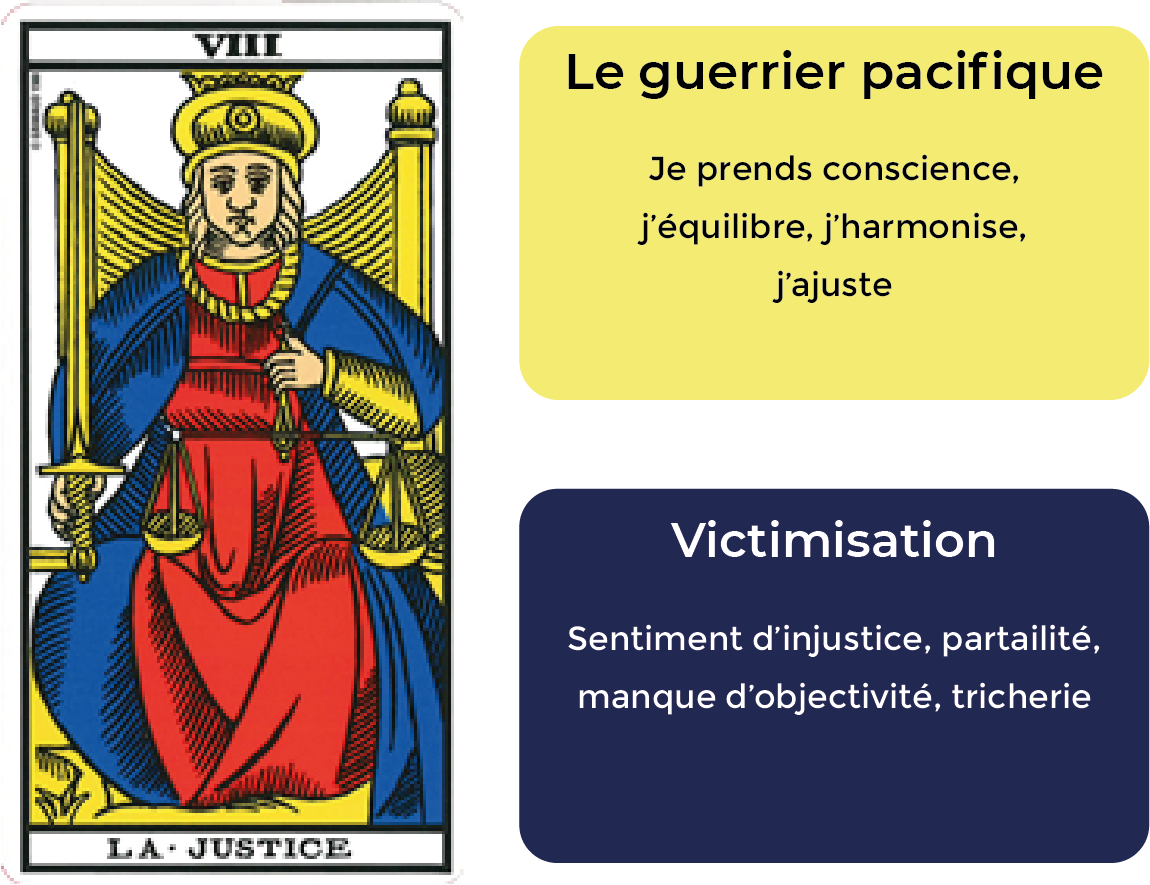 VIII
LA · JUSTICE
Le guerrier pacifique
Je prends conscience,
j’équilibre, j’harmonise,
j’ajuste
Victimisation
Sentiment d’injustice, partailité,
manque d’objectivité, tricherie